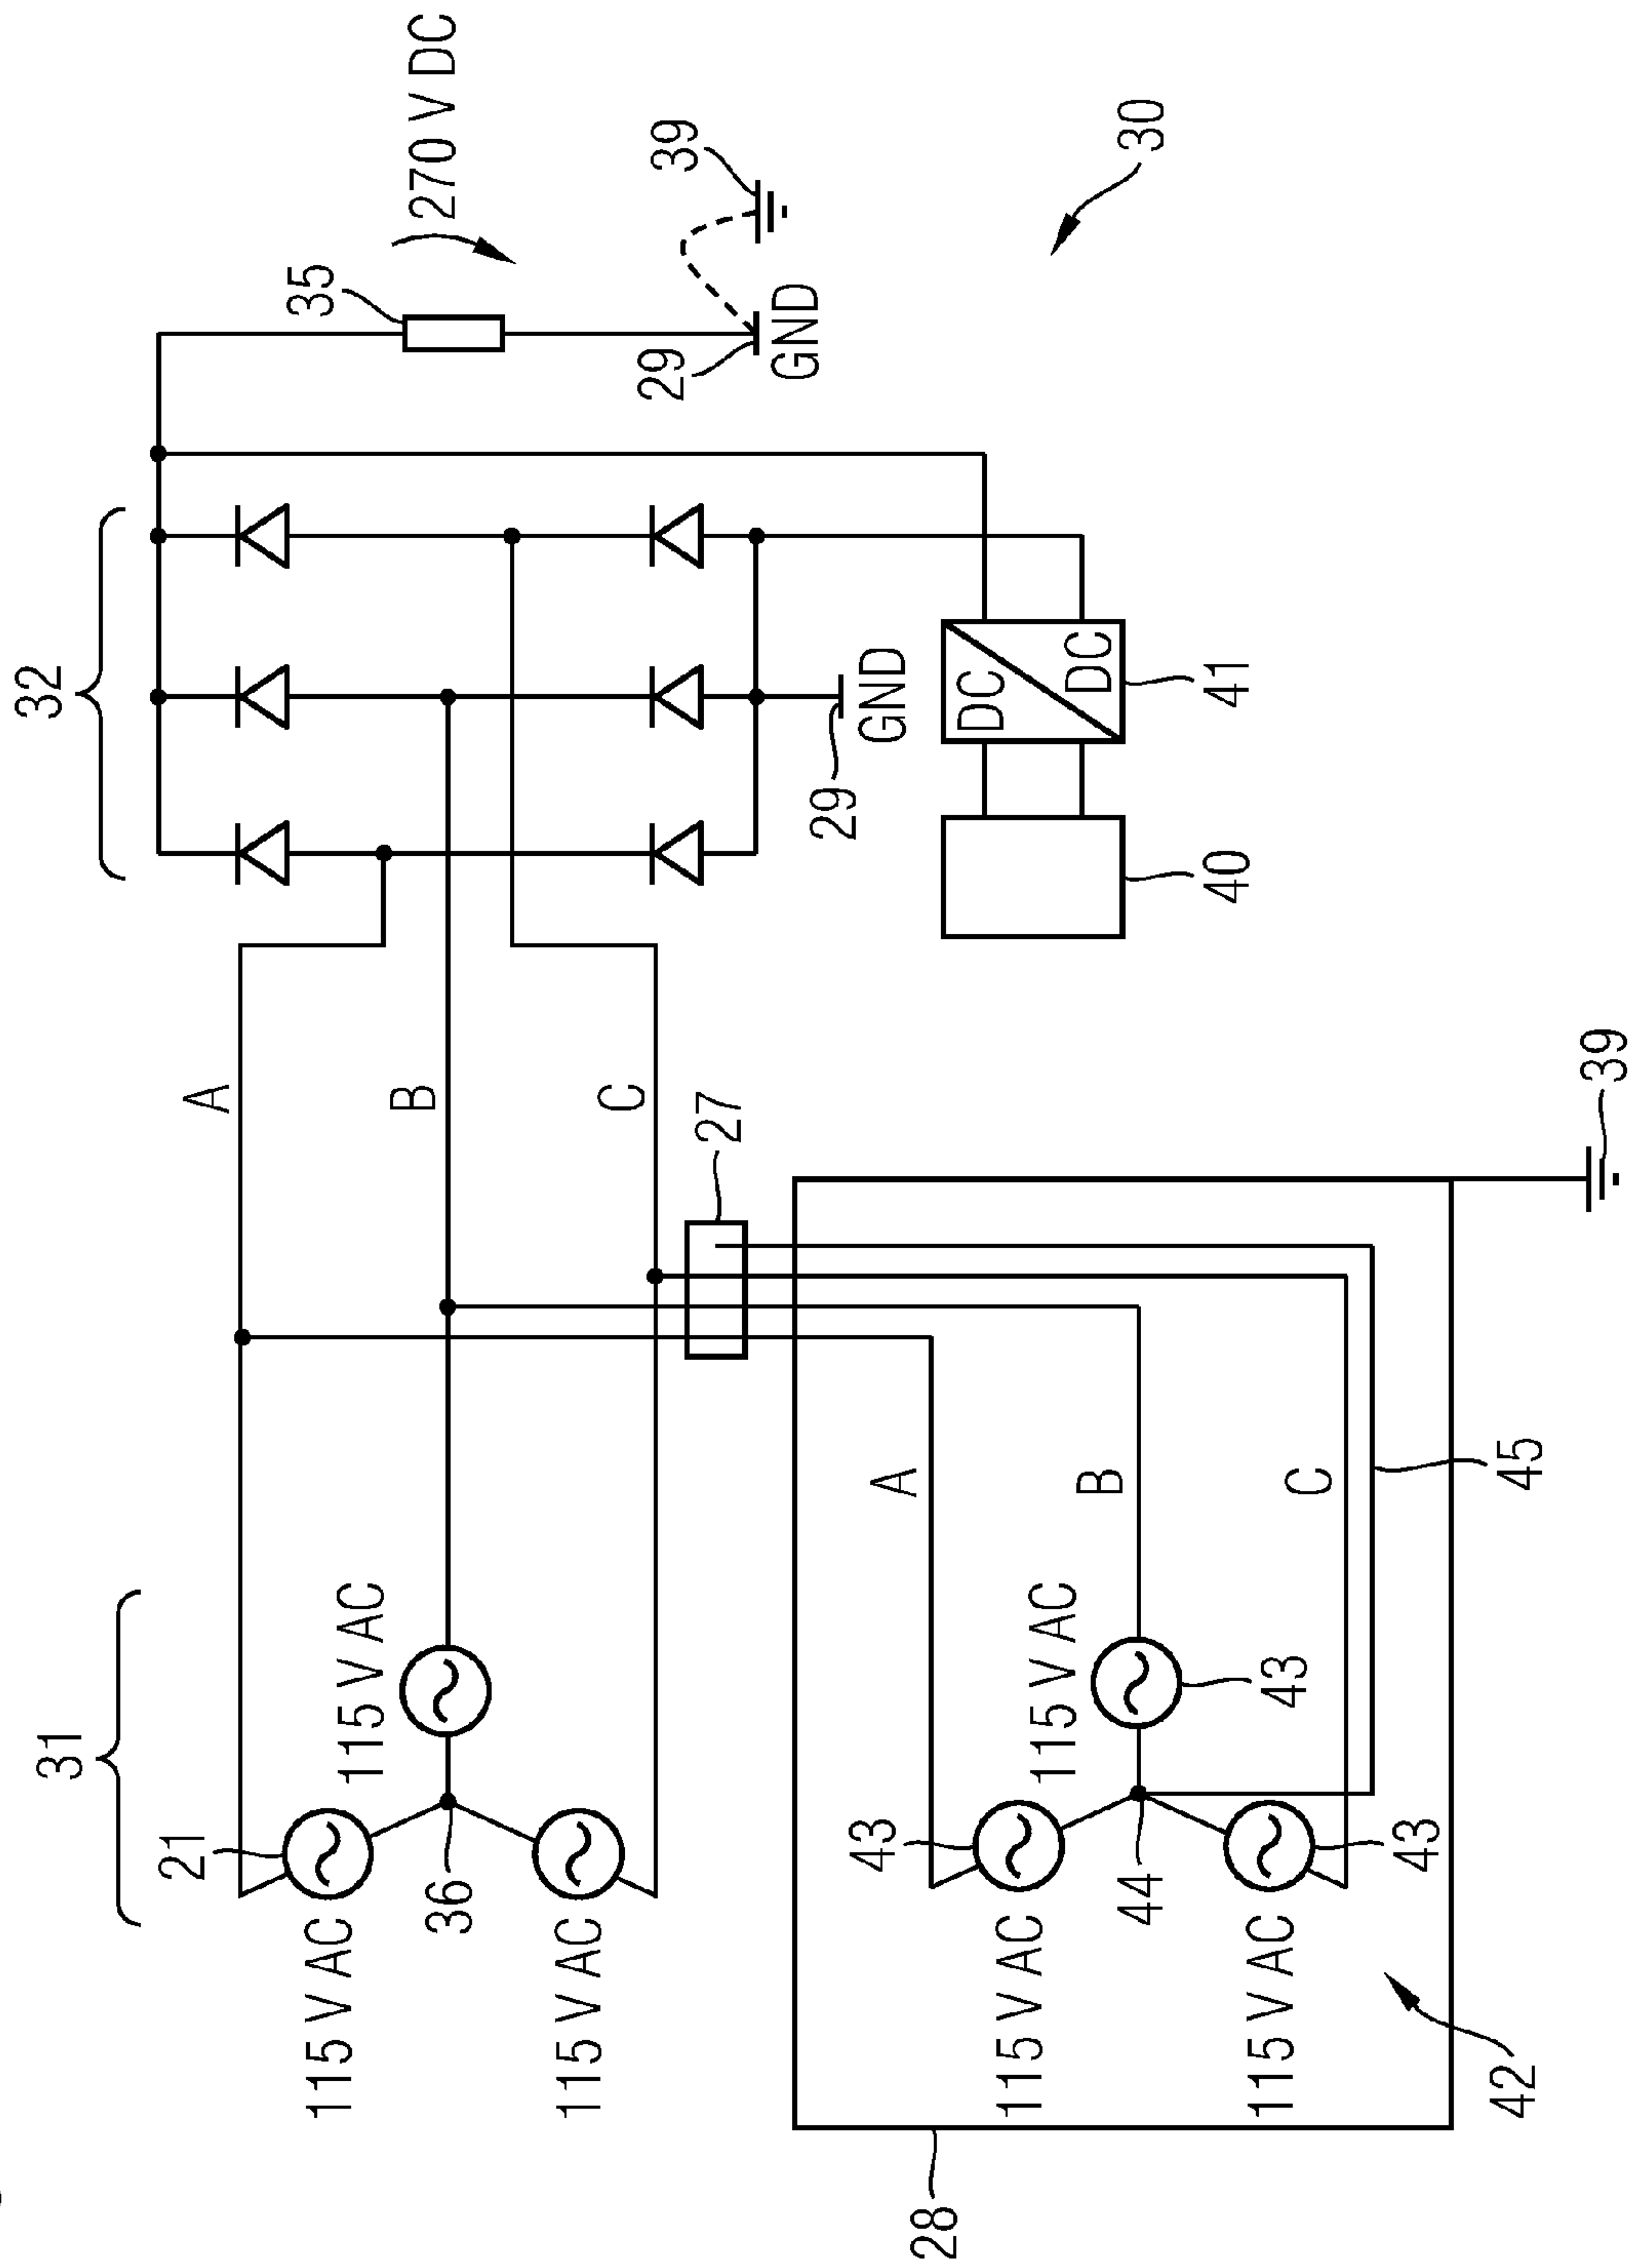 31
32
270 V DC
35
39
21
115 V AC
36
115 V AC
115 V AC
A
B
C
29
GND
29
GND
30
27
DC
DC
41
40
28
43
115 V AC
44
115 V AC
43
115 V AC
43
A
B
C
45
42
39